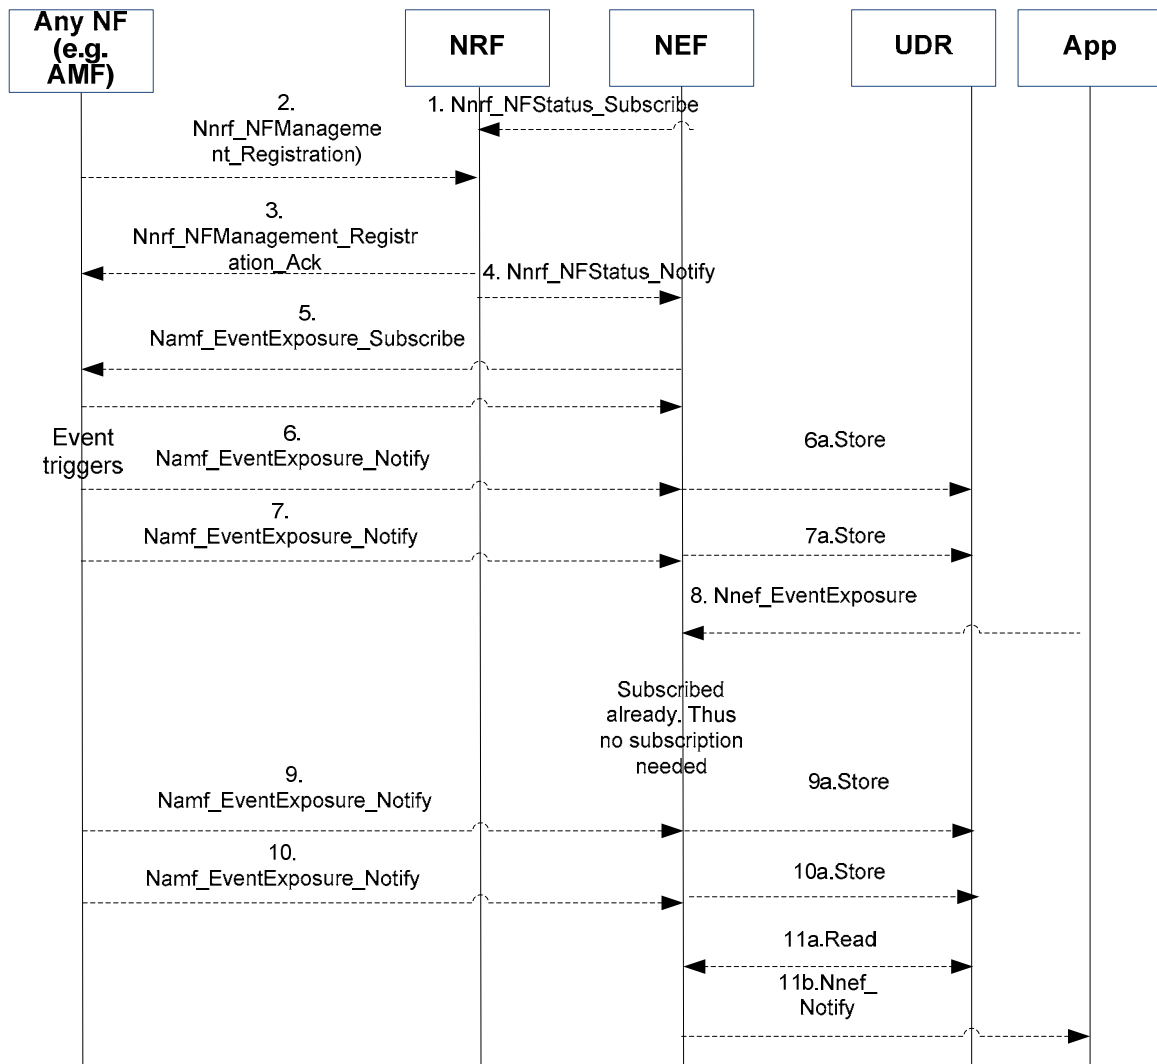 Any NF
(e.g.
AMF)
NRF
NEF
UDR
App
1. Nnrf_NFStatus_Subscribe
2.
Nnrf_NFManageme
nt_Registration)
3.
Nnrf_NFManagement_Registr
ation_Ack
4. Nnrf_NFStatus_Notify
5.
Namf_EventExposure_Subscribe
Event
triggers
6.
Namf_EventExposure_Notify
6a.Store
7.
Namf_EventExposure_Notify
7a.Store
8. Nnef_EventExposure
Subscribed
already. Thus
no subscription
needed
9.
Namf_EventExposure_Notify
9a.Store
10.
Namf_EventExposure_Notify
10a.Store
11a.Read
11b.Nnef_
Notify